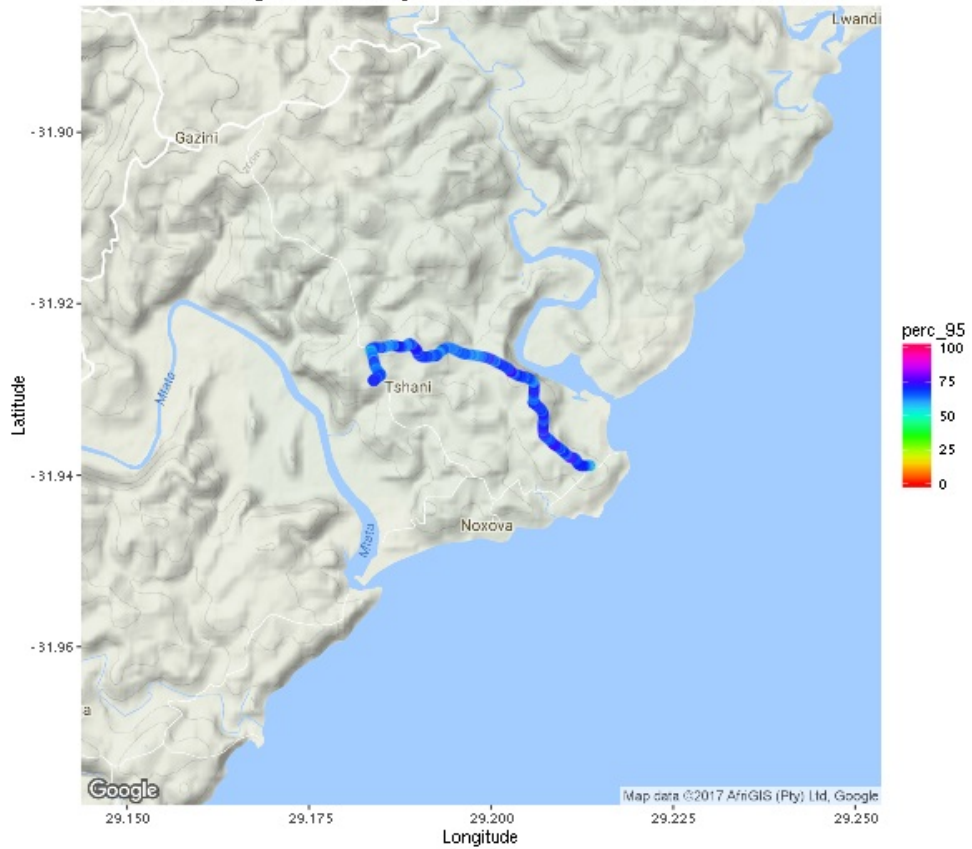 Lwandi
-31.90
Gazini
-31.92
perc_95
100
75
50
25
0
Latitude
Mtata
Tshani
-31.94
Mtata
Noxova
-31.96
a
Google
Map data ©2017 AfriGIS (Pty) Ltd, Google
29.150
29.175
29.200
29.225
29.250
Longitude